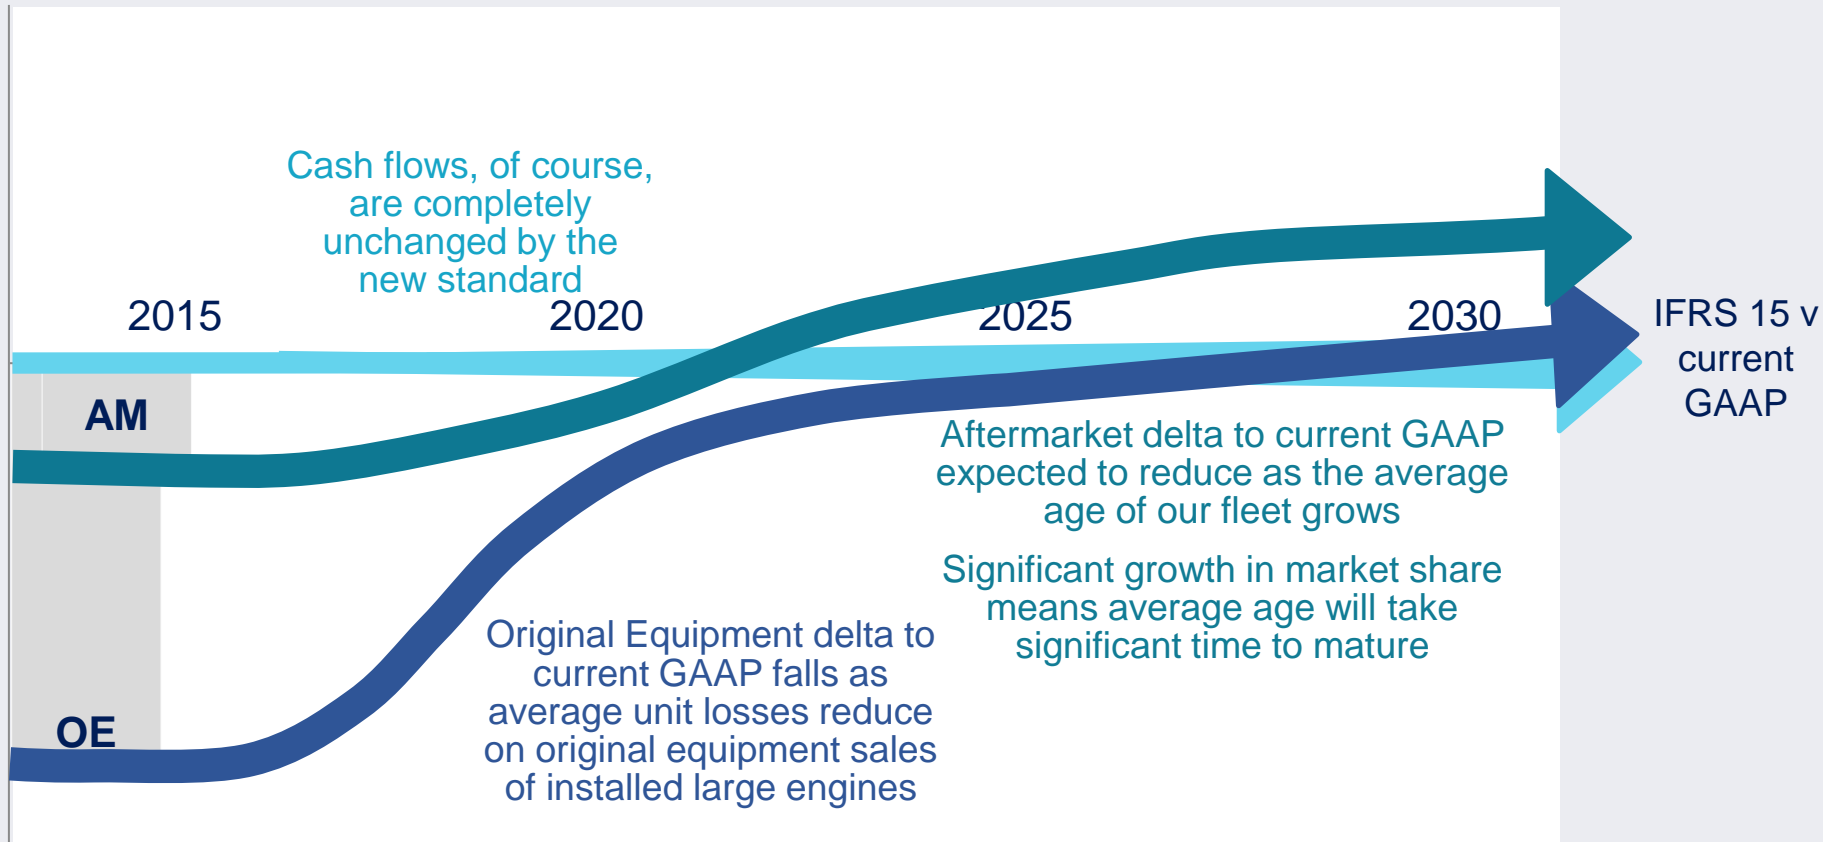 Cash flows, of course,
are completely
unchanged by the
new standard
2015
2020
2025
2030
IFRS 15 v
current
GAAP
AM
Aftermarket delta to current GAAP
expected to reduce as the average
age of our fleet grows
Significant growth in market share
means average age will take
significant time to mature
Original Equipment delta to
current GAAP falls as
average unit losses reduce
on original equipment sales
of installed large engines
OE